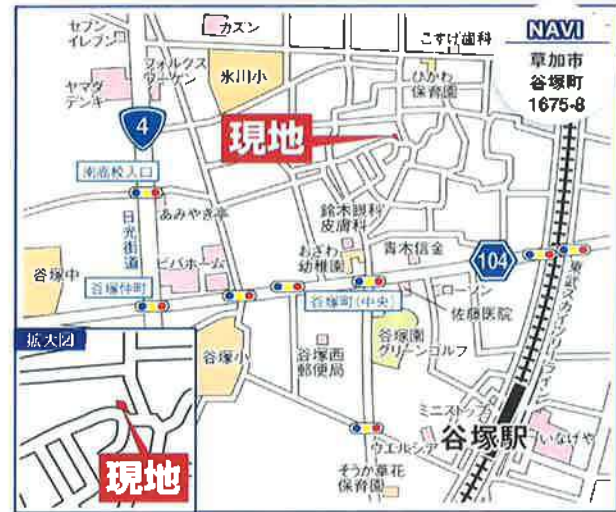 セブン
イレブン
カスン
こすげ歯科
NAVI
草加市
谷塚町
1675-8
フォルクス
ワーゲン
氷川小
ひかわ
保育園
ヤマダ
デンキ
4
現地
南高校入口
あみやき亭
日光街道
鈴木眼科
皮膚科
谷塚中
ビバホーム
おざわ
幼稚園
青木信金
104
谷塚仲町
谷塚町(中央)
ローソン
佐藤医院
東武スカイツリーライン
拡大図
谷塚小
谷塚西
郵便局
谷塚園
グリーンゴルフ
ミニストップ
谷塚駅
いなげや
ウエルシア
現地
そうか草花
保育園